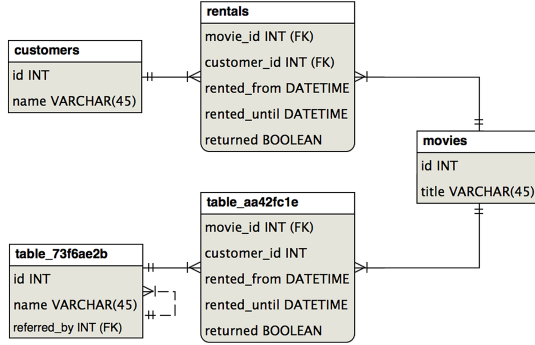 customers
id INT
name VARCHAR(45)
rentals
movie_id INT (FK)
customer_id INT (FK)
rented_from DATETIME
rented_until DATETIME
returned BOOLEAN
movies
id INT
title VARCHAR(45)
table_73f6ae2b
id INT
name VARCHAR(45)
referred_by INT (FK)
table_aa42fc1e
movie_id INT (FK)
customer_id INT
rented_from DATETIME
rented_until DATETIME
returned BOOLEAN